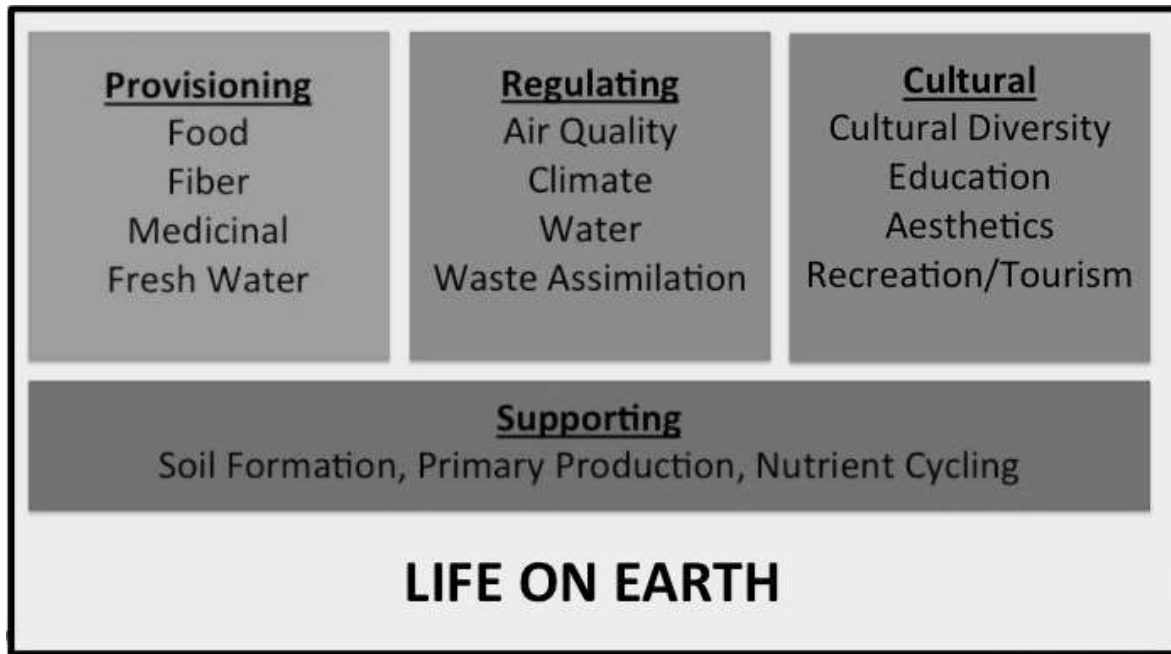 Provisioning
Food
Fiber
Medicinal
Fresh Water
Regulating
Air Quality
Climate
Water
Waste Assimilation
Cultural
Cultural Diversity
Education
Aesthetics
Recreation/Tourism
Supporting
Soil Formation, Primary Production, Nutrient Cycling
LIFE ON EARTH